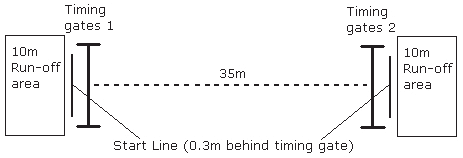 Timing
gates 1
Timing
gates 2
10m
Run-off
area
35m
10m
Run-off
area
Start Line (0.3m behind timing gate)